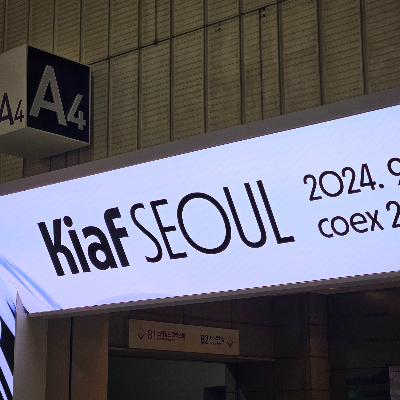 A4
A4
Kiaf SEOUL
2024. 9
coex 2
B1
B2